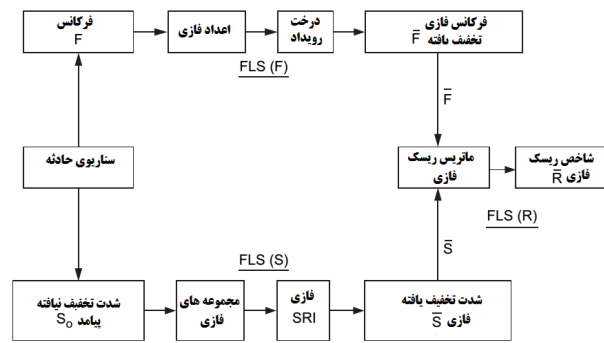 فرکانس
F
اعداد فازی
درخت
رویداد
فرکانس فازی
تخفیف یافته F̄
FLS (F)
F̄
سناریوی حادثه
ماتریس ریسک
فازی
شاخص ریسک
فازی R̄
FLS (R)
S̄
FLS (S)
شدت تخفیف نیافته
پیامد S₀
مجموعه های
فازی
فازی
SRI
شدت تخفیف یافته
فازی S̄